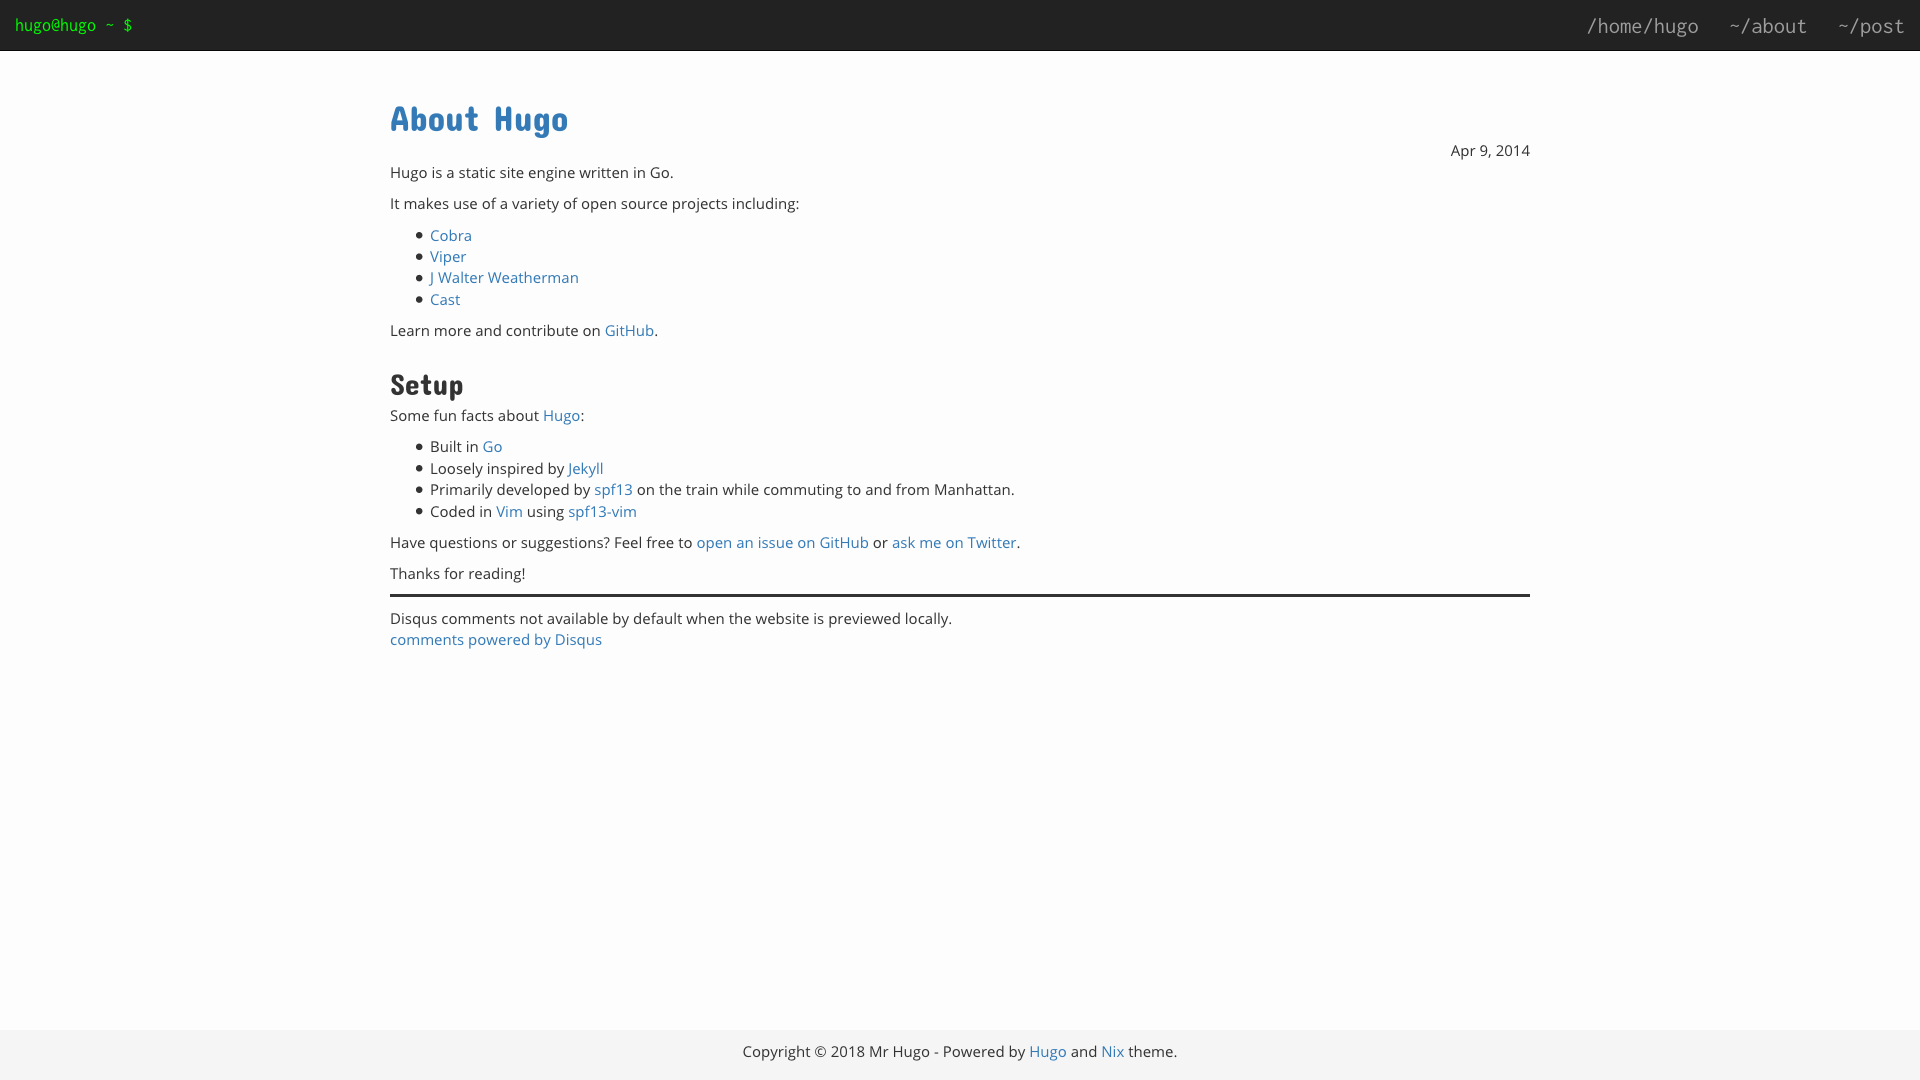 hugo@hugo ~ $
/home/hugo ~/about ~/post
About Hugo
Apr 9, 2014
Hugo is a static site engine written in Go.
It makes use of a variety of open source projects including:
Cobra
Viper
J Walter Weatherman
Cast
Learn more and contribute on GitHub.
Setup
Some fun facts about Hugo:
Built in Go
Loosely inspired by Jekyll
Primarily developed by spf13 on the train while commuting to and from Manhattan.
Coded in Vim using spf13-vim
Have questions or suggestions? Feel free to open an issue on GitHub or ask me on Twitter.
Thanks for reading!
Disqus comments not available by default when the website is previewed locally.
comments powered by Disqus
Copyright © 2018 Mr Hugo - Powered by Hugo and Nix theme.